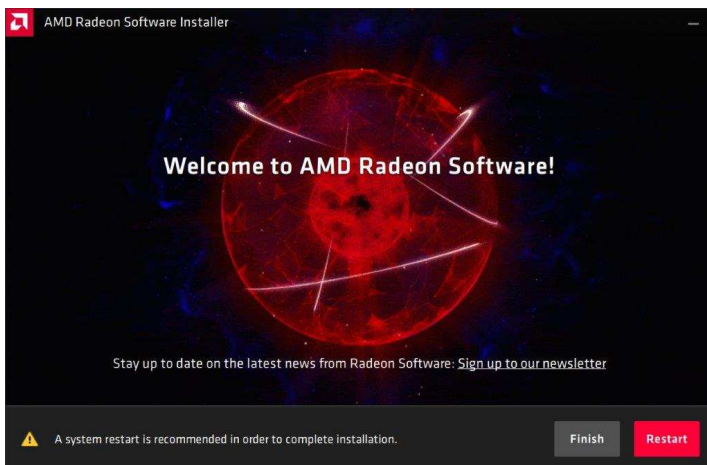 AMD Radeon Software Installer
Welcome to AMD Radeon Software!
Stay up to date on the latest news from Radeon Software: Sign up to our newsletter
A system restart is recommended in order to complete installation.
Finish
Restart